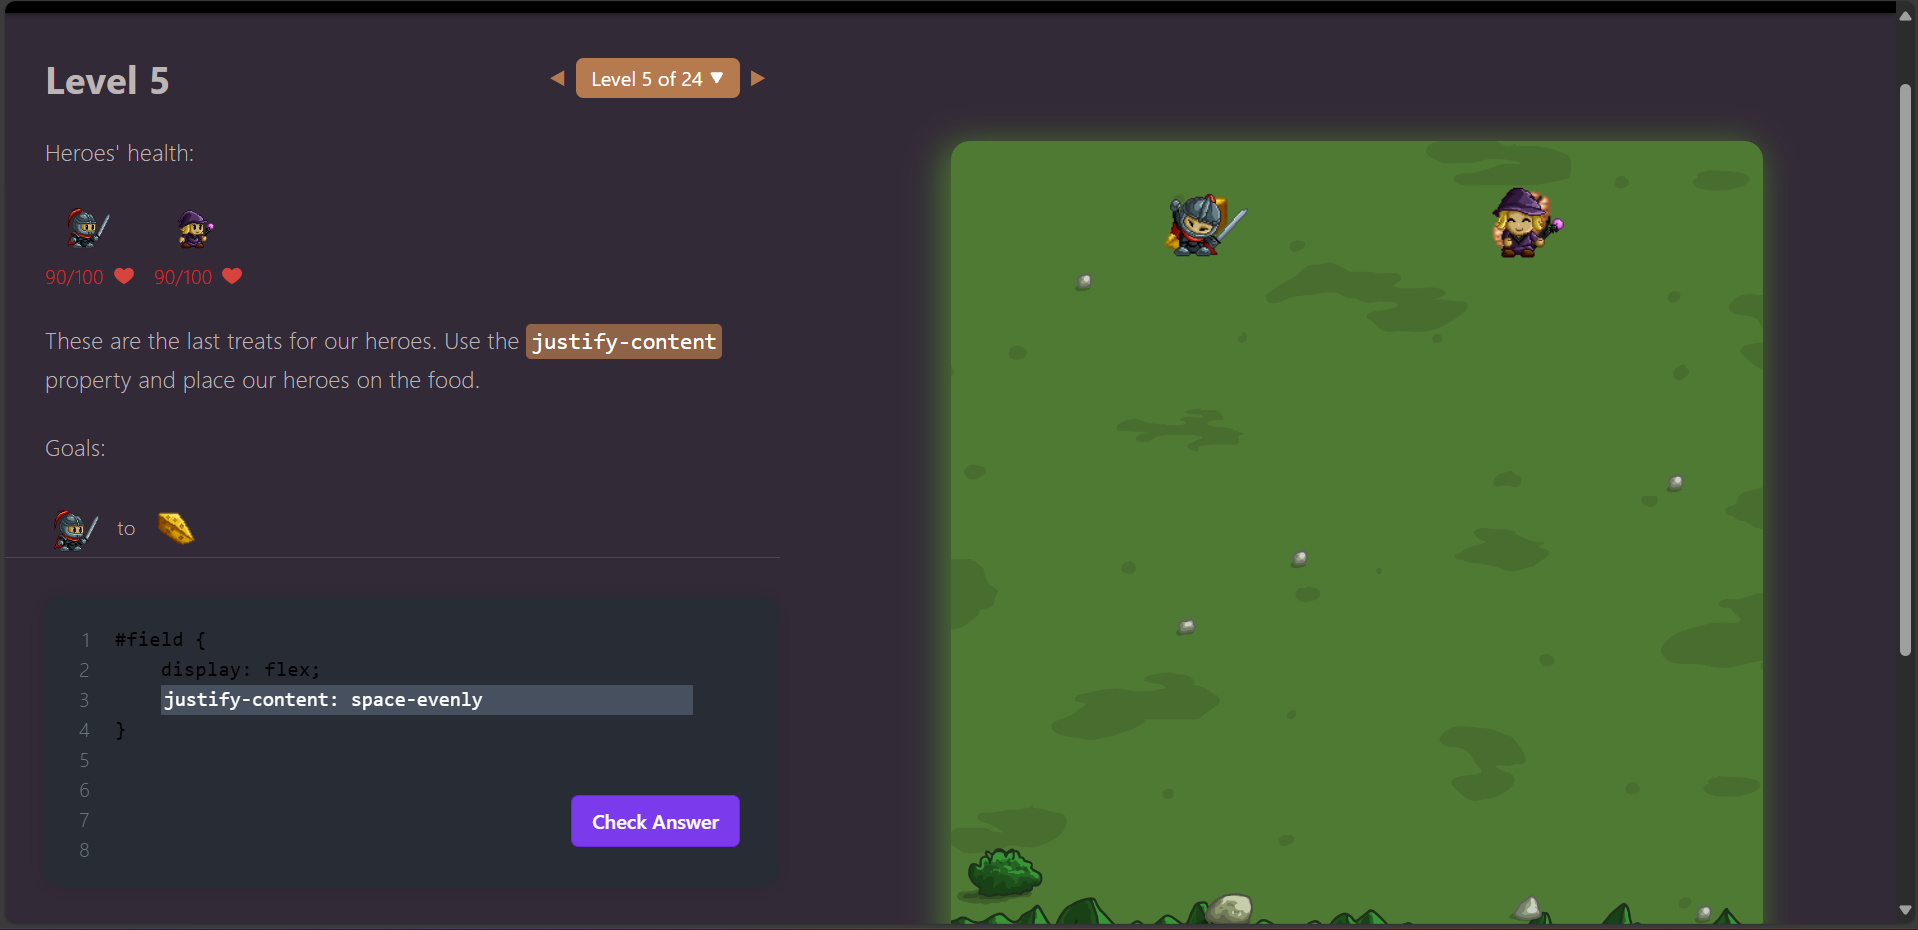 Level 5
Level 5 of 24
Heroes' health:
90/100 90/100
These are the last treats for our heroes. Use the justify-content
property and place our heroes on the food.
Goals:
to
1 #field {
2 display: flex;
3 justify-content: space-evenly
4 }
5
6
7
8
Check Answer